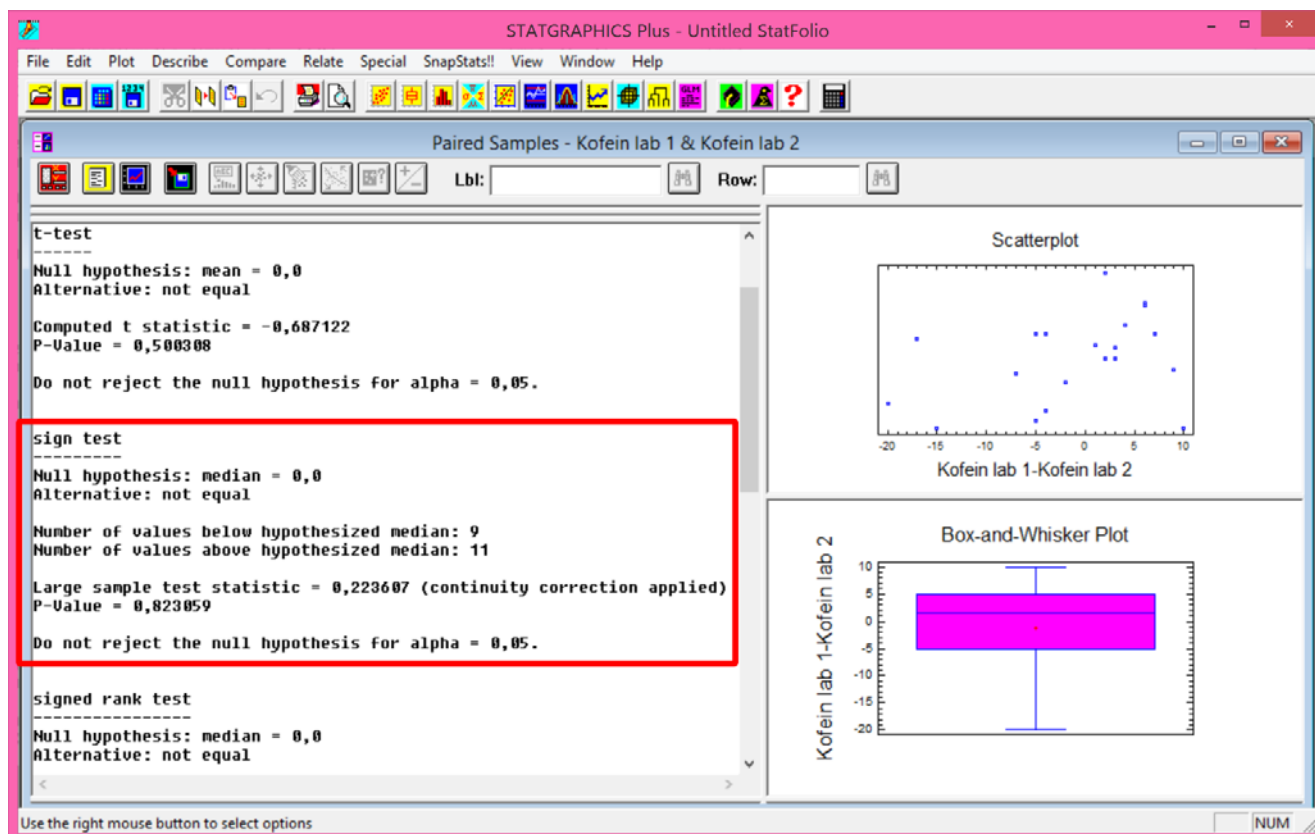 STATGRAPHICS Plus - Untitled StatFolio
File Edit Plot Describe Compare Relate Special SnapStats!! View Window Help
Paired Samples - Kofein lab 1 & Kofein lab 2
Lbl: Row:
t-test
------
Null hypothesis: mean = 0,0
Alternative: not equal
Computed t statistic = -0,687122
P-Value = 0,500308
Do not reject the null hypothesis for alpha = 0,05.
sign test
---------
Null hypothesis: median = 0,0
Alternative: not equal
Number of values below hypothesized median: 9
Number of values above hypothesized median: 11
Large sample test statistic = 0,223607 (continuity correction applied)
P-Value = 0,823059
Do not reject the null hypothesis for alpha = 0,05.
signed rank test
----------------
Null hypothesis: median = 0,0
Alternative: not equal
Scatterplot
-20 -15 -10 -5 0 5 10
Kofein lab 1-Kofein lab 2
Box-and-Whisker Plot
Kofein lab 1-Kofein lab 2
10
5
0
-5
-10
-15
-20
Use the right mouse button to select options
NUM